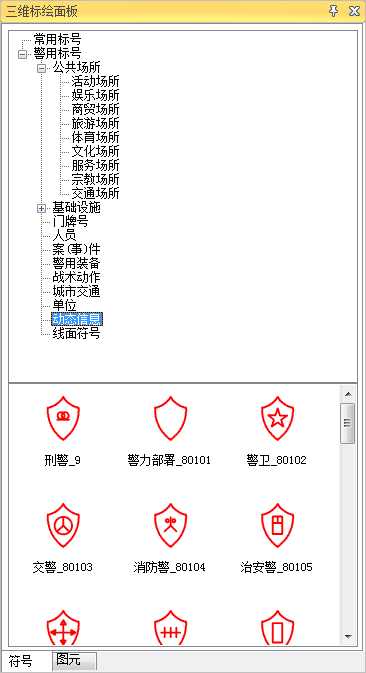 三维标绘面板
常用标号
警用标号
公共场所
活动场所
娱乐场所
商贸场所
旅游场所
体育场所
文化场所
服务场所
宗教场所
交通场所
基础设施
门牌号
人员
案(事)件
警用装备
战术动作
城市交通
单位
动态信息
线面符号
刑警_9 警力部署_80101 警卫_80102
交警_80103 消防警_80104 治安警_80105
符号 图元